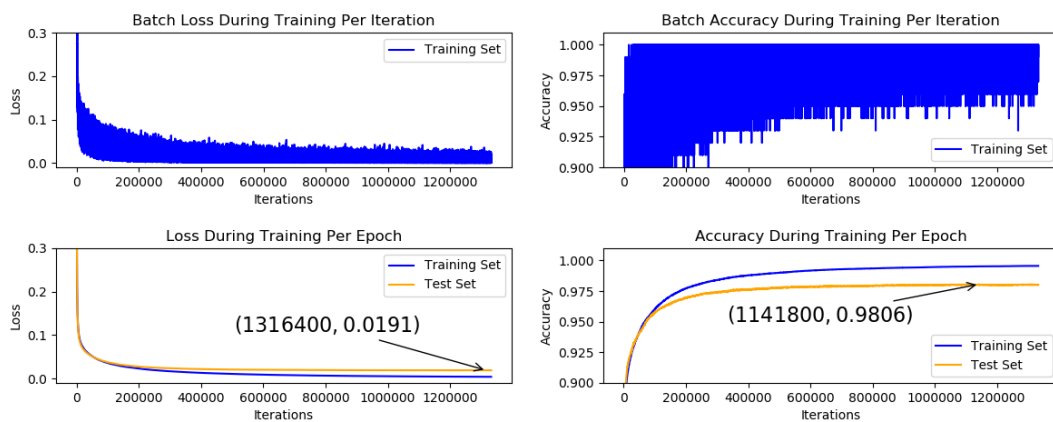 Batch Loss During Training Per Iteration
0.3
0.2
0.1
0.0
Loss
Training Set
0 200000 400000 600000 800000 1000000 1200000
Iterations
Batch Accuracy During Training Per Iteration
1.000
0.975
0.950
0.925
0.900
Accuracy
Training Set
0 200000 400000 600000 800000 1000000 1200000
Iterations
Loss During Training Per Epoch
0.3
0.2
0.1
0.0
Loss
Training Set
Test Set
(1316400, 0.0191)
0 200000 400000 600000 800000 1000000 1200000
Iterations
Accuracy During Training Per Epoch
1.000
0.975
0.950
0.925
0.900
Accuracy
(1141800, 0.9806)
Training Set
Test Set
0 200000 400000 600000 800000 1000000 1200000
Iterations